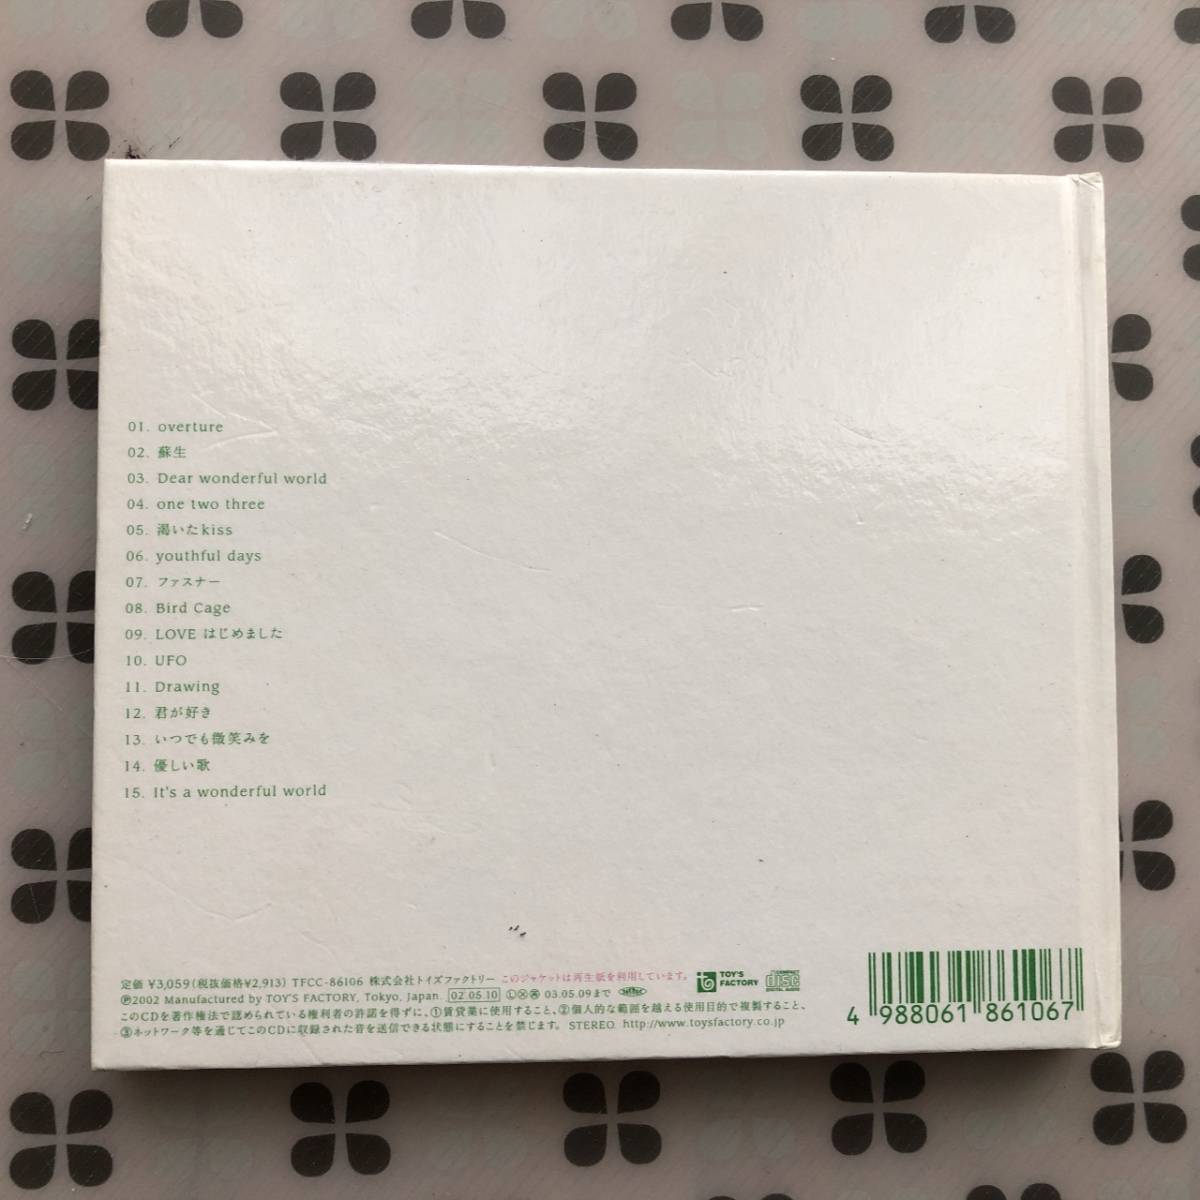 01. overture
02. 蘇生
03. Dear wonderful world
04. one two three
05. 渇いたkiss
06. youthful days
07. ファスナー
08. Bird Cage
09. LOVE はじめました
10. UFO
11. Drawing
12. 君が好き
13. いつでも微笑みを
14. 優しい歌
15. It's a wonderful world
定価 ¥3,059(税抜価格¥2,913) TFCC-86106 株式会社トイズファクトリー このジャケットは再生紙を利用しています。
℗2002 Manufactured by TOY'S FACTORY, Tokyo, Japan. 02.05.10 Ⓛ 03.05.09まで
このCDを著作権法で認められている権利者の許諾を得ずに、①賃貸業に使用すること、②個人的な範囲を越える使用目的で複製すること、
③ネットワーク等を通じてこのCDに収録された音を送信できる状態にすることを禁じます。 STEREO. http://www.toysfactory.co.jp
TOY'S
FACTORY
COMPACT
disc
DIGITAL AUDIO
4 988061 861067